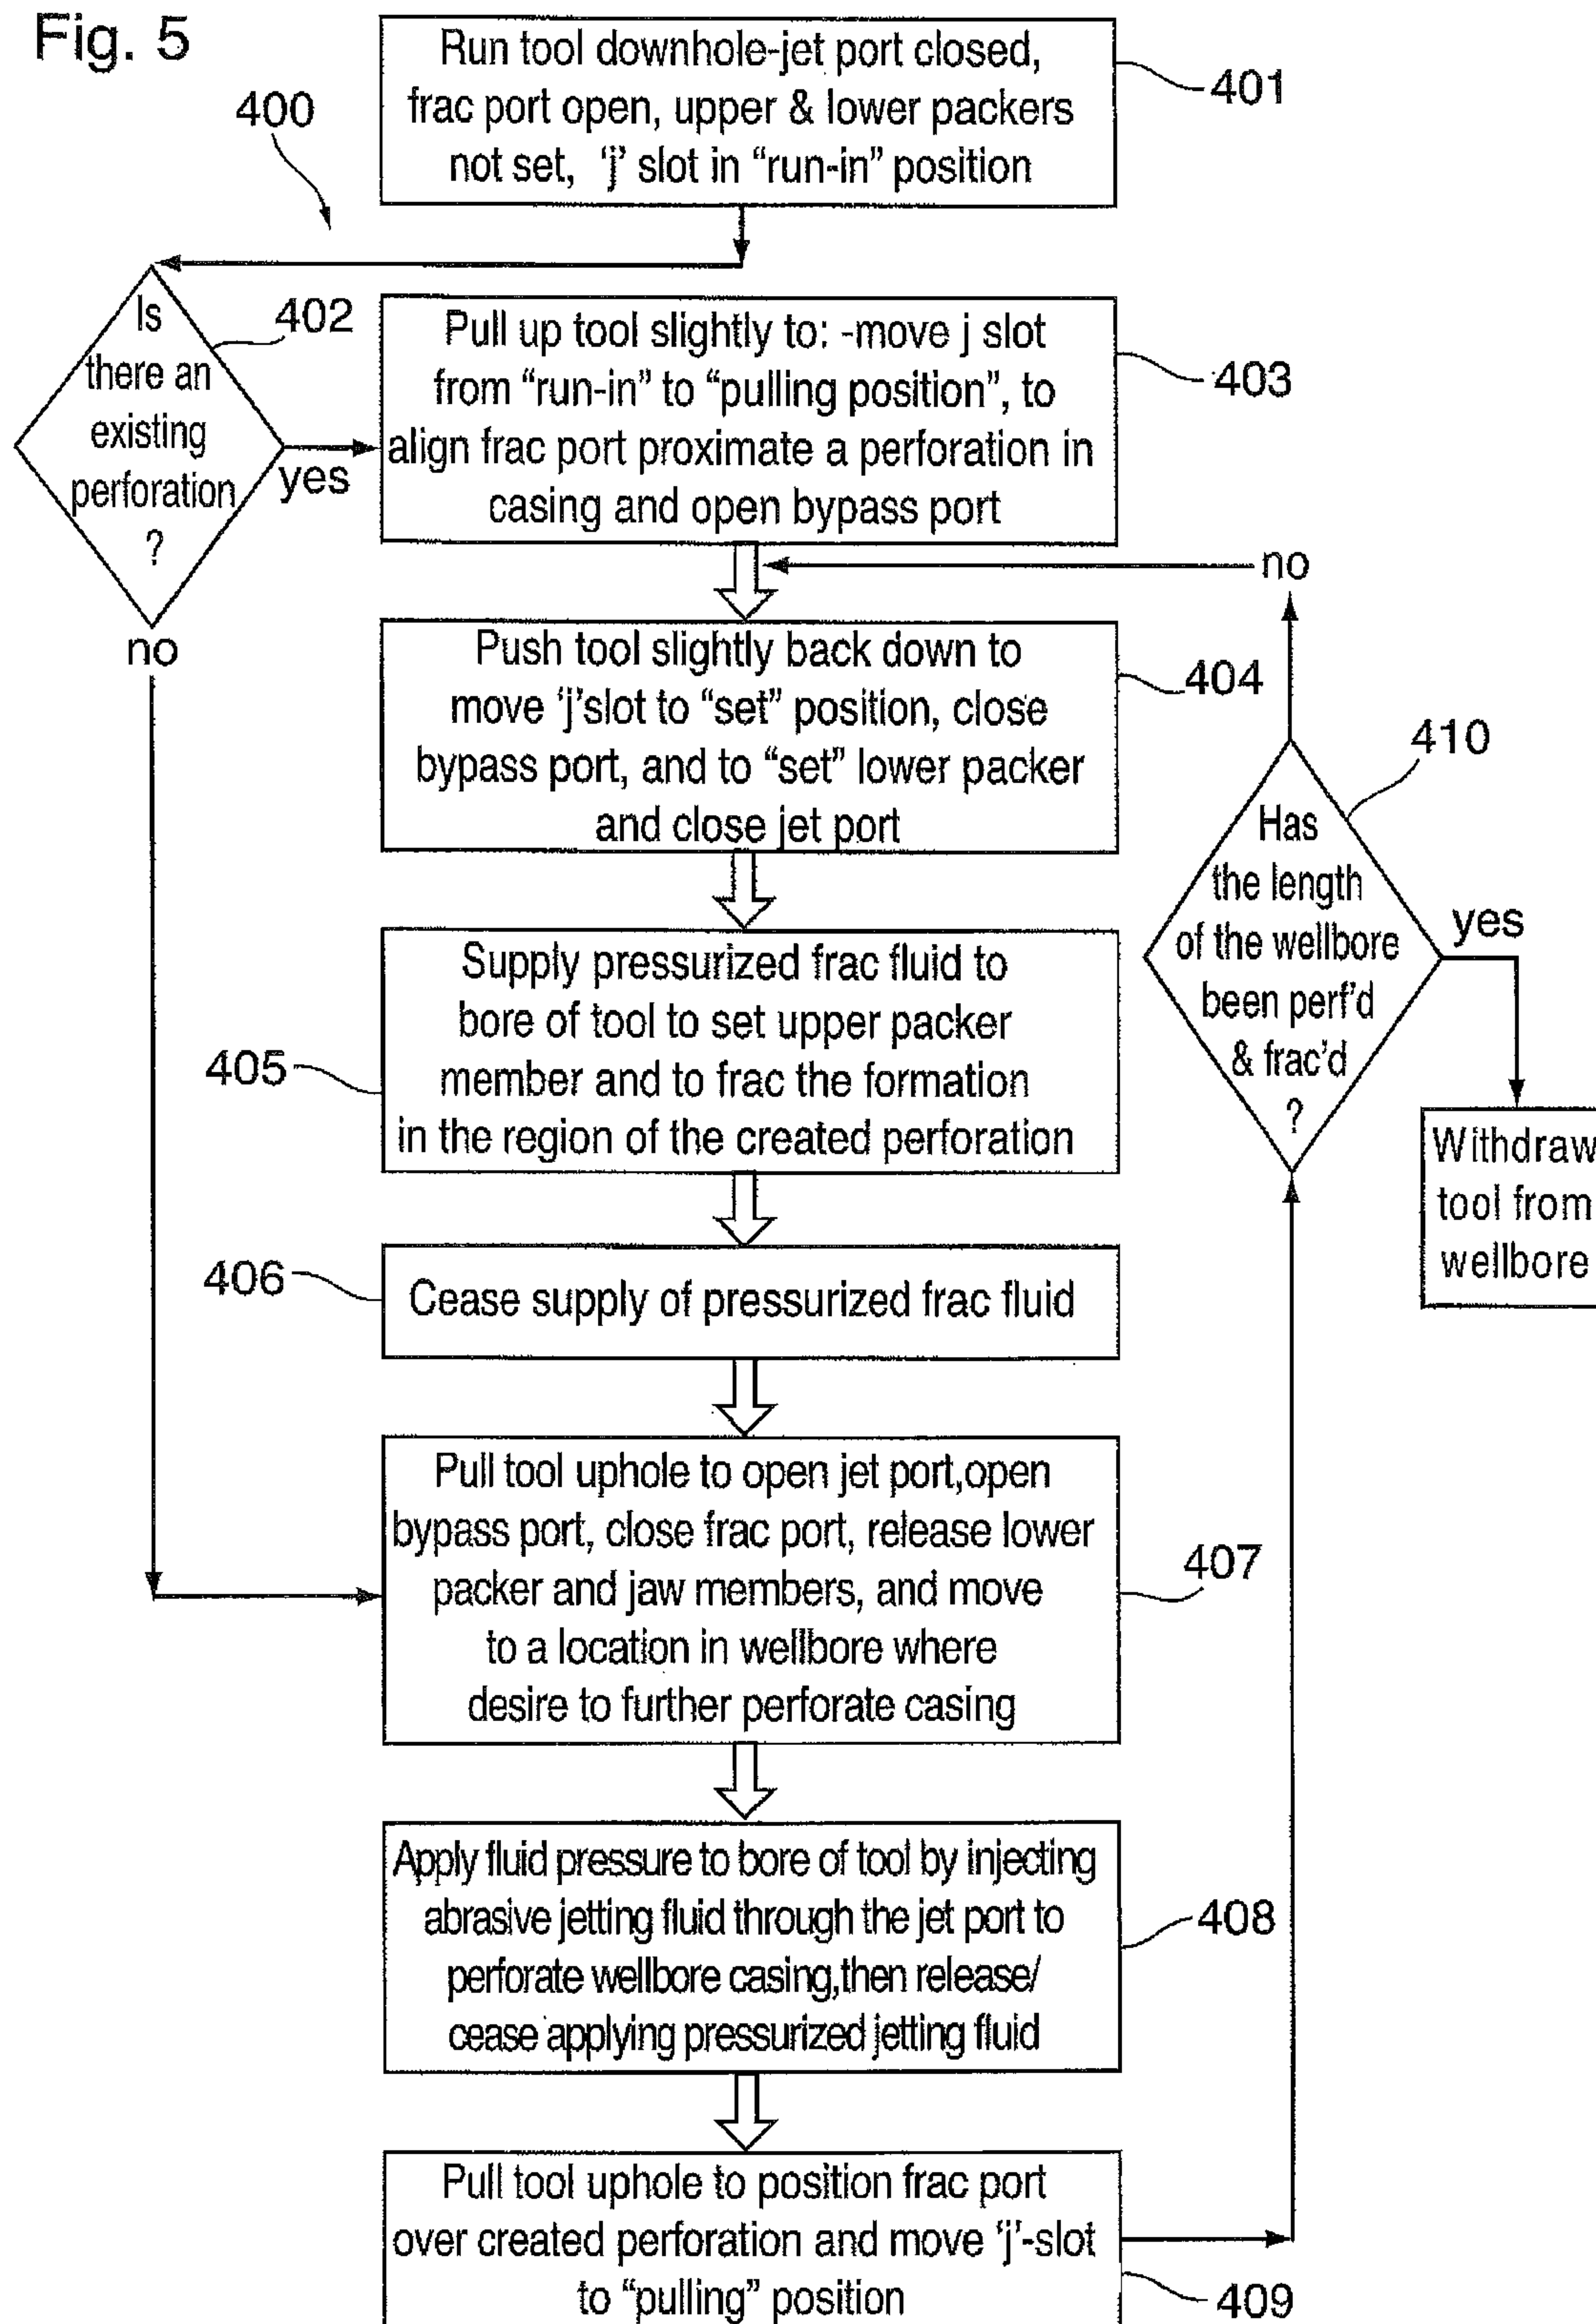 Fig. 5
Run tool downhole-jet port closed,
frac port open, upper & lower packers
not set, 'j' slot in "run-in" position
401
400
Is
there an
existing
perforation
?
402
yes
no
Pull up tool slightly to: -move j slot
from "run-in" to "pulling position", to
align frac port proximate a perforation in
casing and open bypass port
403
no
Push tool slightly back down to
move 'j'slot to "set" position, close
bypass port, and to "set" lower packer
and close jet port
404
410
Has
the length
of the wellbore
been perf'd
& frac'd
?
yes
Withdraw
tool from
wellbore
Supply pressurized frac fluid to
bore of tool to set upper packer
member and to frac the formation
in the region of the created perforation
405
406
Cease supply of pressurized frac fluid
Pull tool uphole to open jet port,open
bypass port, close frac port, release lower
packer and jaw members, and move
to a location in wellbore where
desire to further perforate casing
407
Apply fluid pressure to bore of tool by injecting
abrasive jetting fluid through the jet port to
perforate wellbore casing,then release/
cease applying pressurized jetting fluid
408
Pull tool uphole to position frac port
over created perforation and move 'j'-slot
to "pulling" position
409